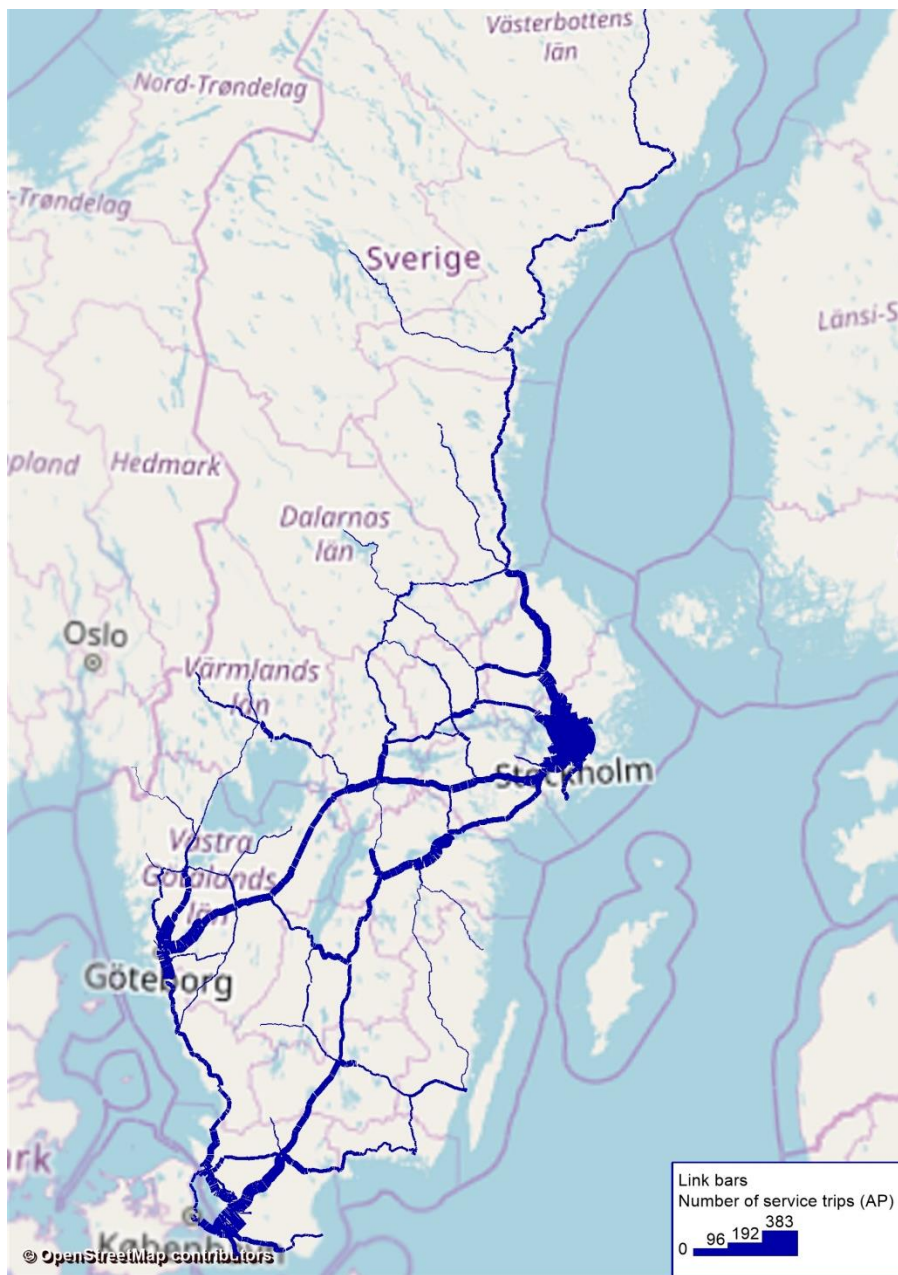 Västerbottens
län
Nord-Trøndelag
-Trøndelag
Sverige
Länsi-S
pland
Hedmark
Dalarnas
län
Oslo
Värmlands
län
Stockholm
Västra
Götalands
län
Göteborg
rk
København
Link bars
Number of service trips (AP)
0 96 192 383
© OpenStreetMap contributors